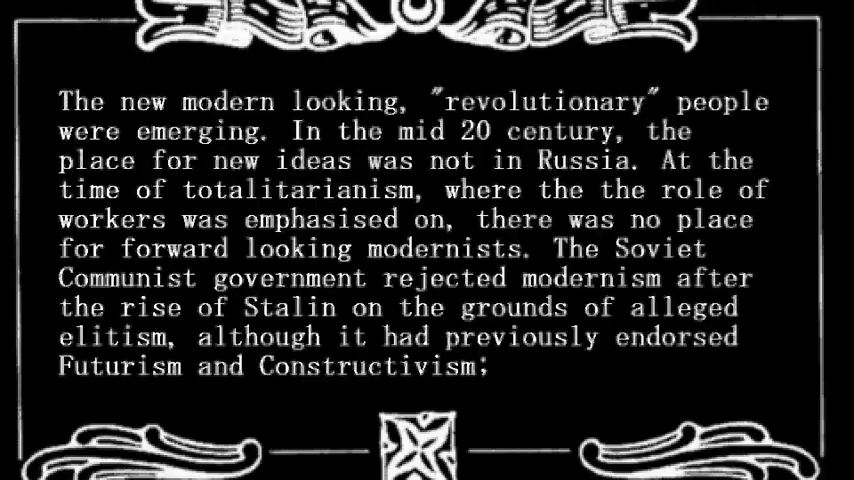 The new modern looking, "revolutionary" people
were emerging. In the mid 20 century, the
place for new ideas was not in Russia. At the
time of totalitarianism, where the the role of
workers was emphasised on, there was no place
for forward looking modernists. The Soviet
Communist government rejected modernism after
the rise of Stalin on the grounds of alleged
elitism, although it had previously endorsed
Futurism and Constructivism;